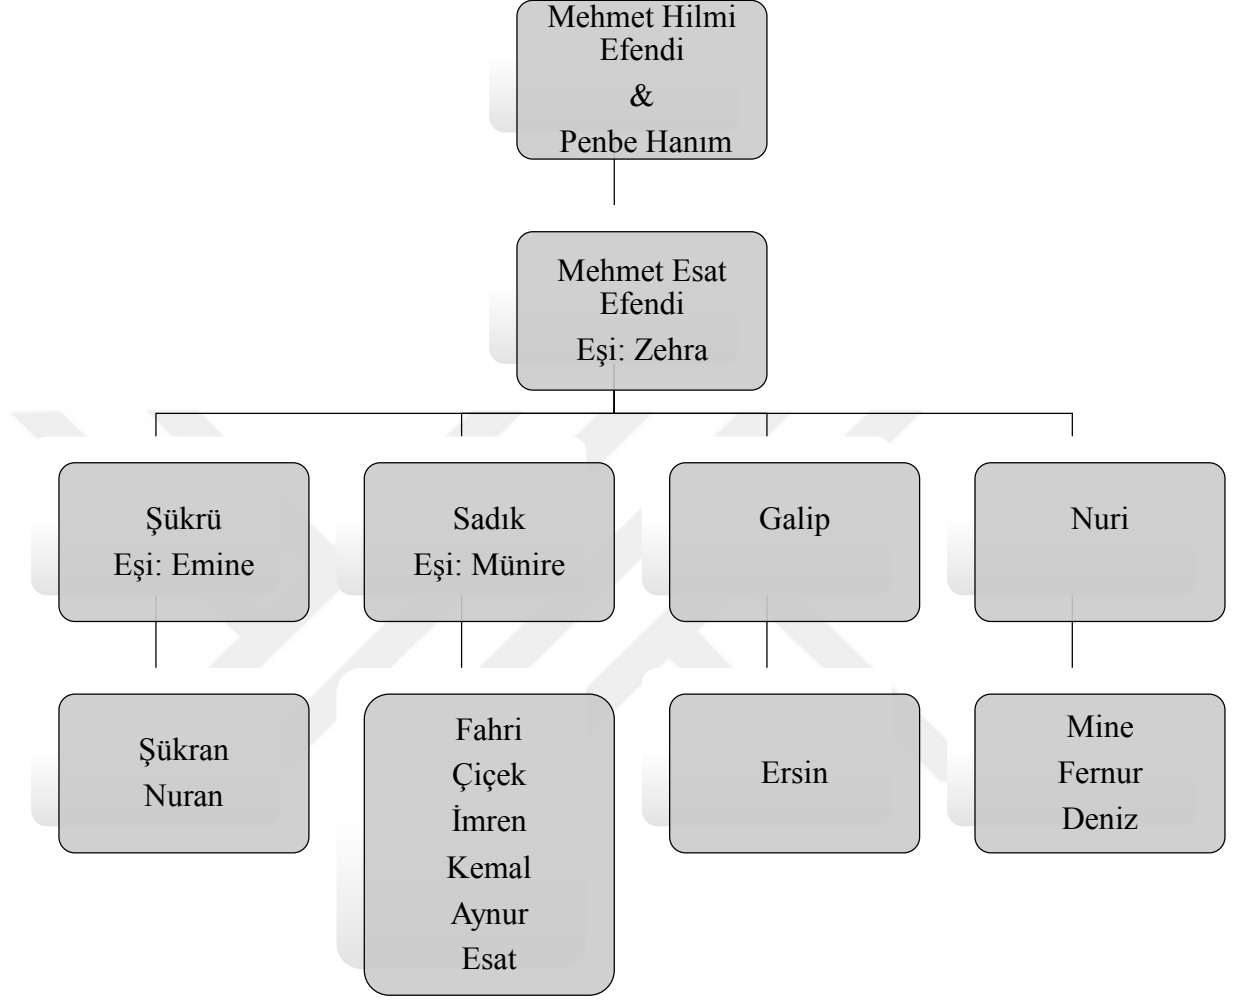 Mehmet Hilmi
Efendi
&
Penbe Hanım
Mehmet Esat
Efendi
Eşi: Zehra
Şükrü
Eşi: Emine
Sadık
Eşi: Münire
Galip
Nuri
Şükran
Nuran
Fahri
Çiçek
İmren
Kemal
Aynur
Esat
Ersin
Mine
Fernur
Deniz